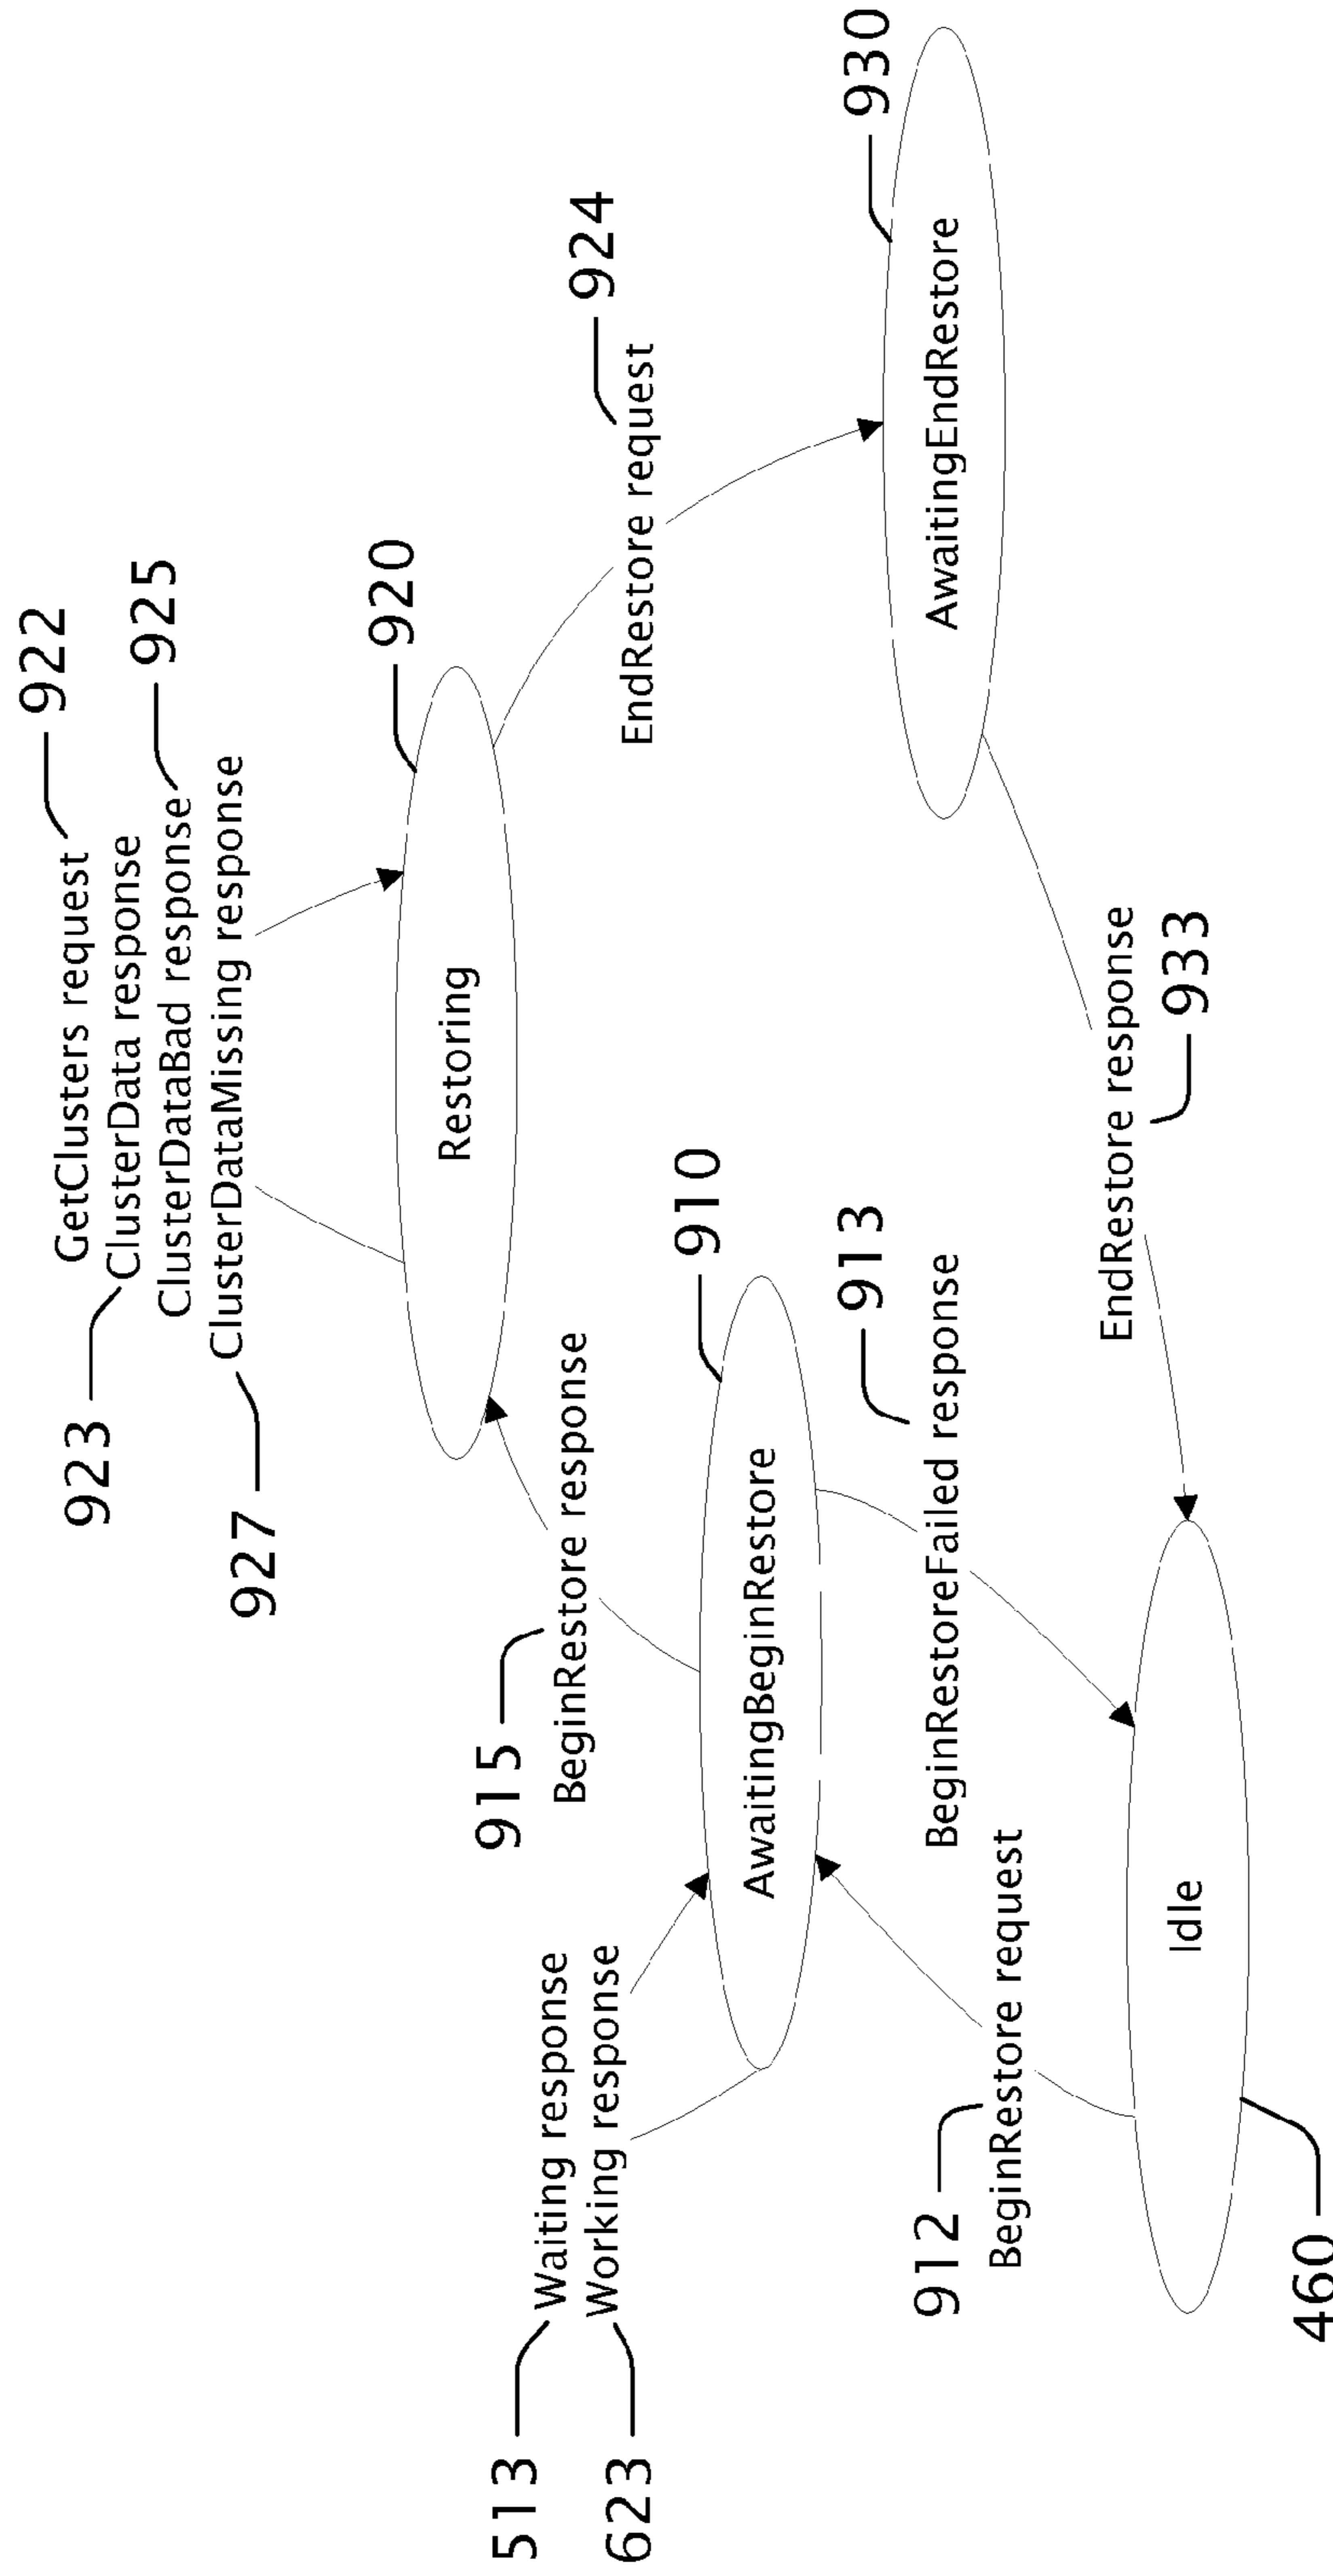 922
GetClusters request
923
ClusterData response
ClusterDataBad response
925
927
ClusterDataMissing response
920
Restoring
513
Waiting response
Working response
623
915
BeginRestore response
924
EndRestore request
910
AwaitingBeginRestore
913
BeginRestoreFailed response
930
AwaitingEndRestore
912
BeginRestore request
EndRestore response
933
Idle
460